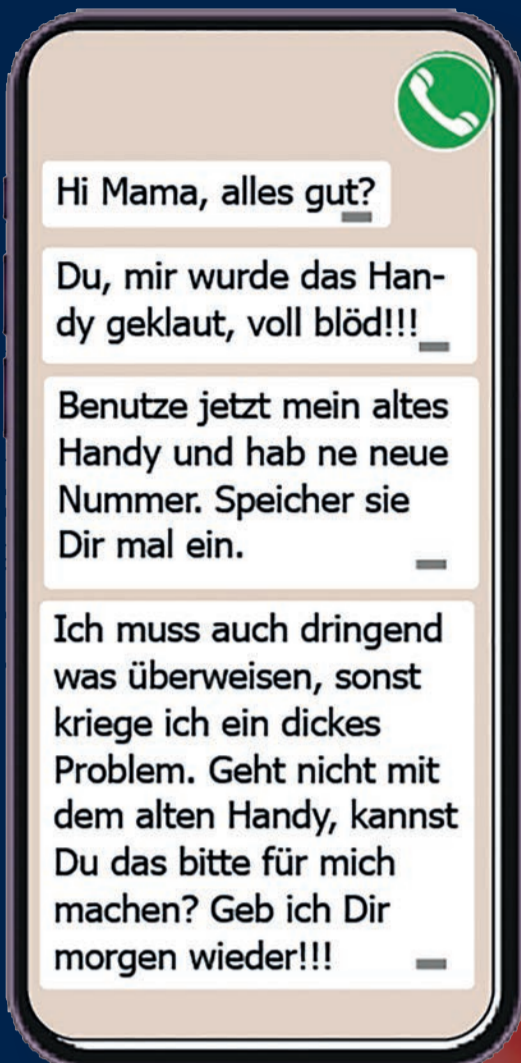 Hi Mama, alles gut?
Du, mir wurde das Han-
dy geklaut, voll blöd!!!
Benutze jetzt mein altes
Handy und hab ne neue
Nummer. Speicher sie
Dir mal ein.
Ich muss auch dringend
was überweisen, sonst
kriege ich ein dickes
Problem. Geht nicht mit
dem alten Handy, kannst
Du das bitte für mich
machen? Geb ich Dir
morgen wieder!!!